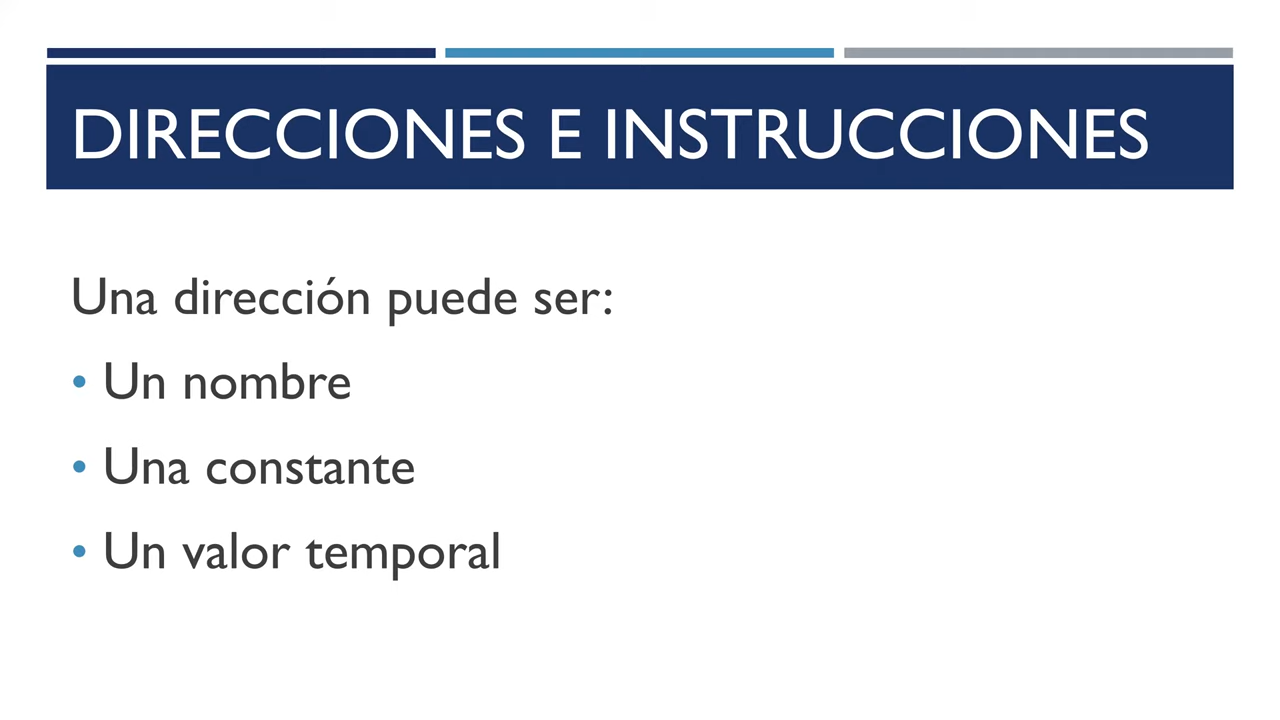 DIRECCIONES E INSTRUCCIONES
Una dirección puede ser:
• Un nombre
• Una constante
• Un valor temporal